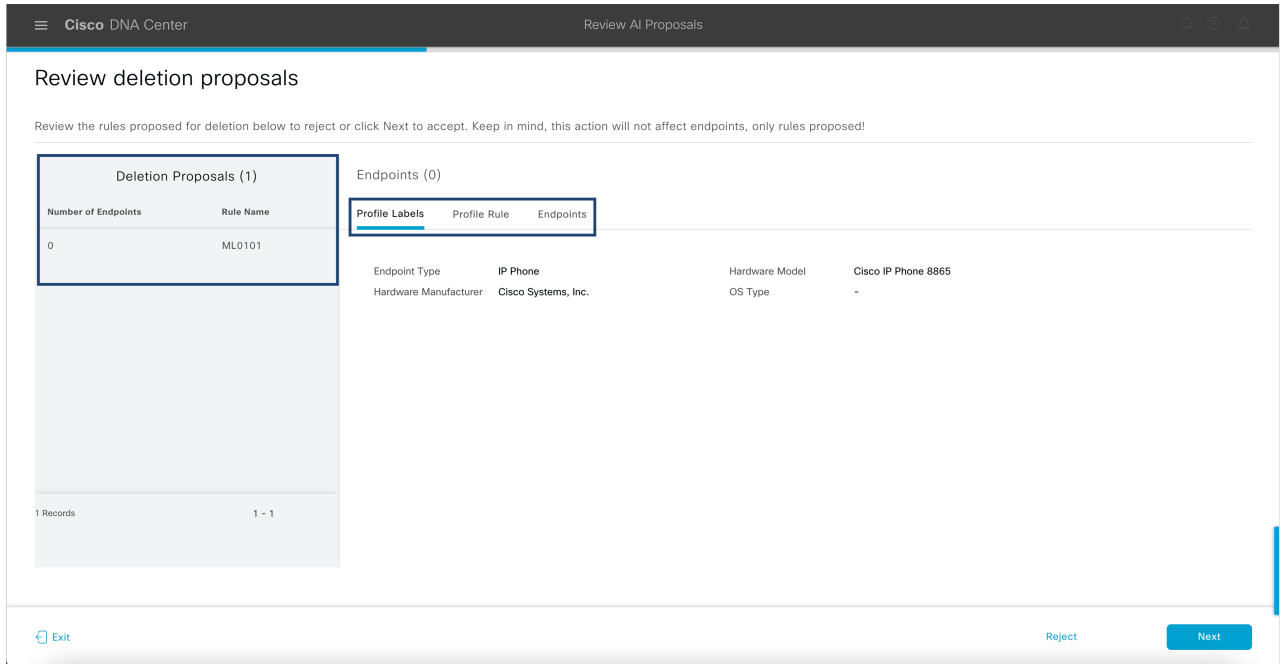 Cisco DNA Center
Review AI Proposals
Review deletion proposals
Review the rules proposed for deletion below to reject or click Next to accept. Keep in mind, this action will not affect endpoints, only rules proposed!
Deletion Proposals (1)
Number of Endpoints Rule Name
0 ML0101
1 Records 1 - 1
Endpoints (0)
Profile Labels Profile Rule Endpoints
Endpoint Type IP Phone Hardware Model Cisco IP Phone 8865
Hardware Manufacturer Cisco Systems, Inc. OS Type -
Exit Reject Next